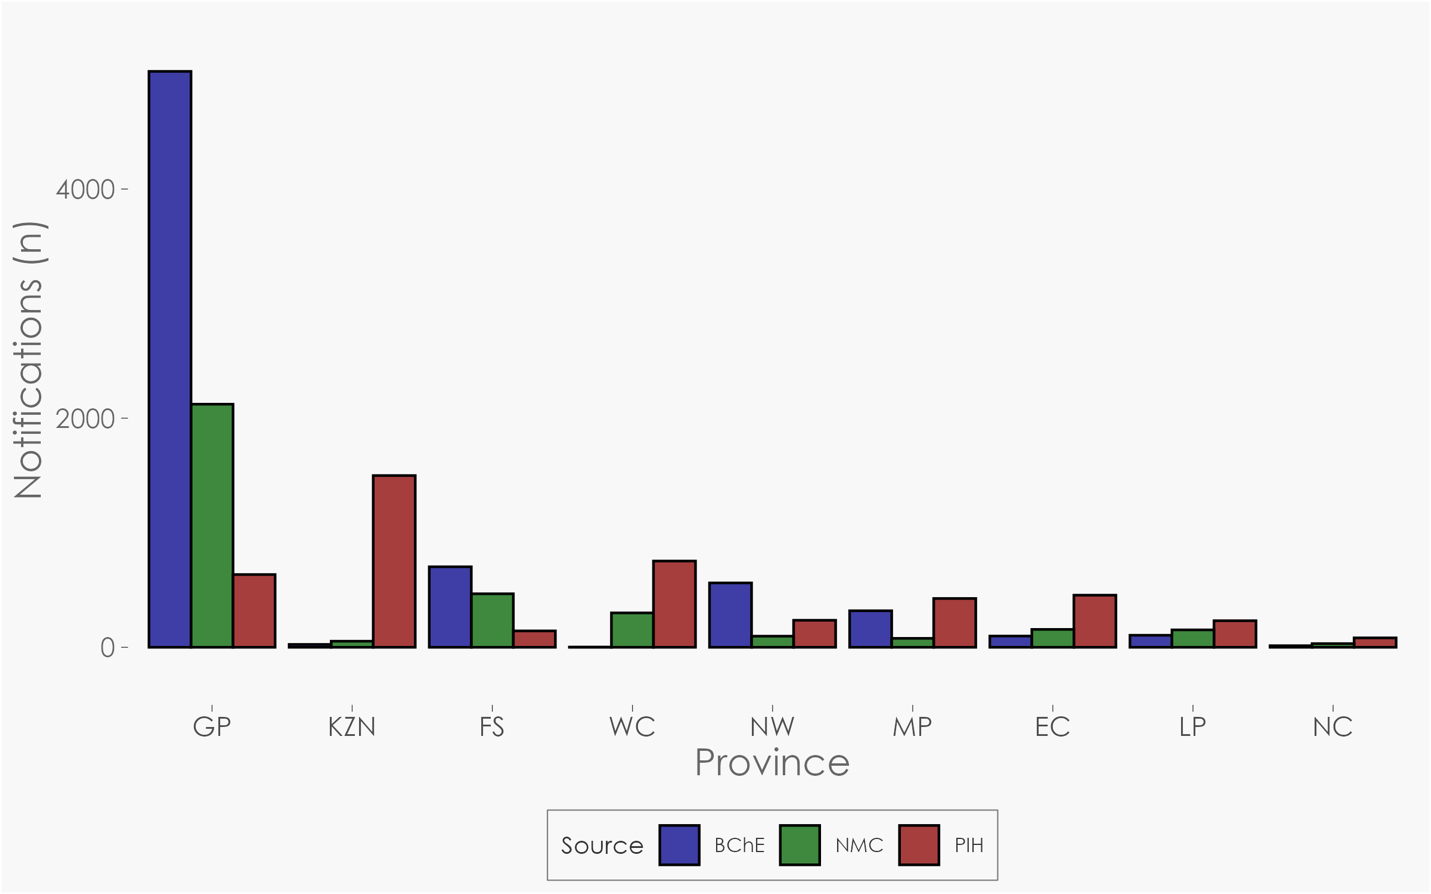 Notifications (n)
4000
2000
0
GP KZN FS WC NW MP EC LP NC
Province
Source BChE NMC PIH